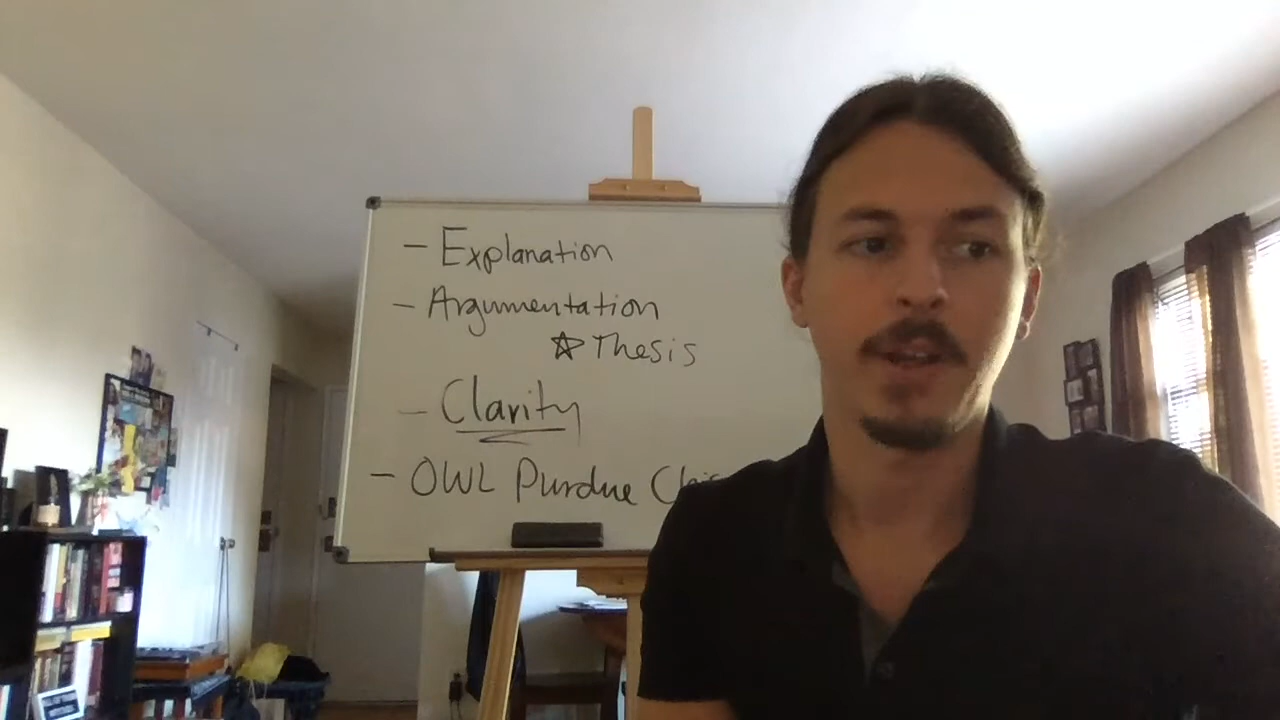 - Explanation
- Argumentation
☆ Thesis
- Clarity
- OWL Purdue